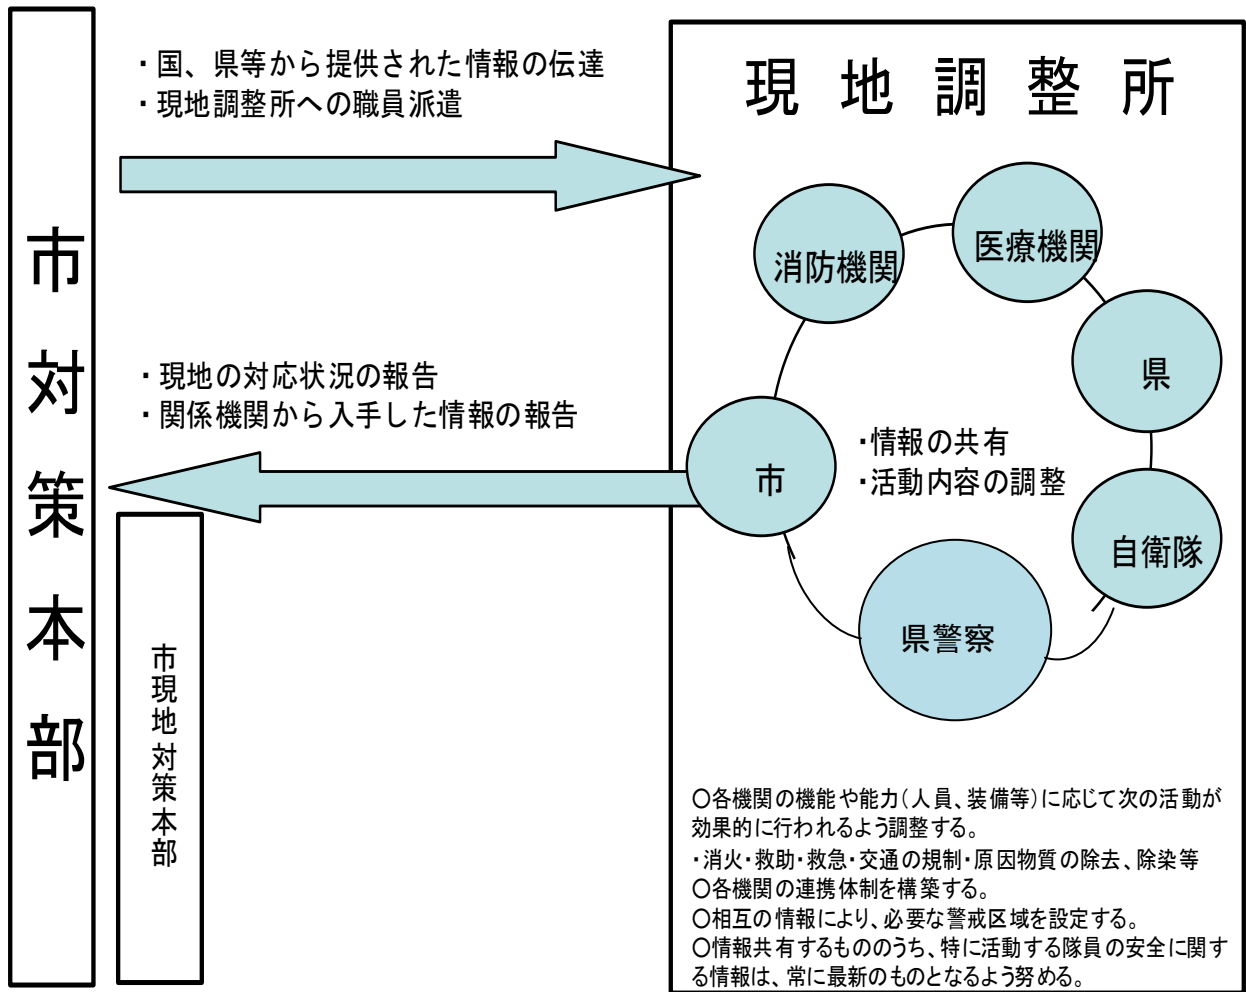 市対策本部
・国、県等から提供された情報の伝達
・現地調整所への職員派遣
・現地の対応状況の報告
・関係機関から入手した情報の報告
市現地対策本部
現地調整所
消防機関
医療機関
県
市
・情報の共有
・活動内容の調整
自衛隊
県警察
○各機関の機能や能力(人員、装備等)に応じて次の活動が
効果的に行われるよう調整する。
・消火・救助・救急・交通の規制・原因物質の除去、除染等
○各機関の連携体制を構築する。
○相互の情報により、必要な警戒区域を設定する。
○情報共有するもののうち、特に活動する隊員の安全に関す
る情報は、常に最新のものとなるよう努める。